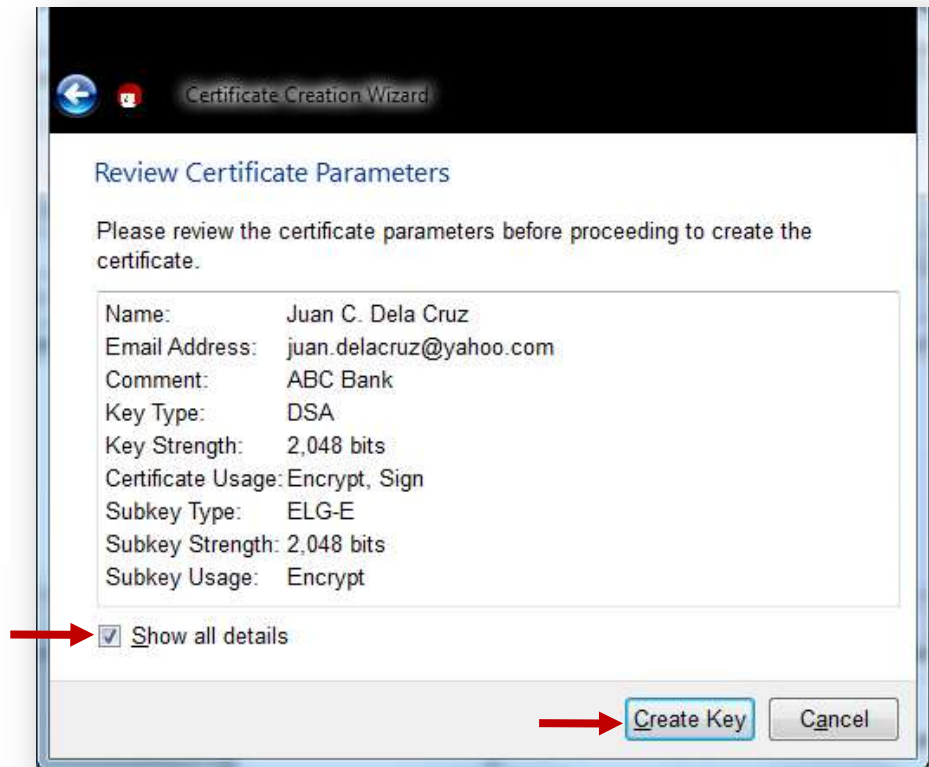 Certificate Creation Wizard
Review Certificate Parameters
Please review the certificate parameters before proceeding to create the
certificate.
Name: Juan C. Dela Cruz
Email Address: juan.delacruz@yahoo.com
Comment: ABC Bank
Key Type: DSA
Key Strength: 2,048 bits
Certificate Usage: Encrypt, Sign
Subkey Type: ELG-E
Subkey Strength: 2,048 bits
Subkey Usage: Encrypt
Show all details
Create Key Cancel